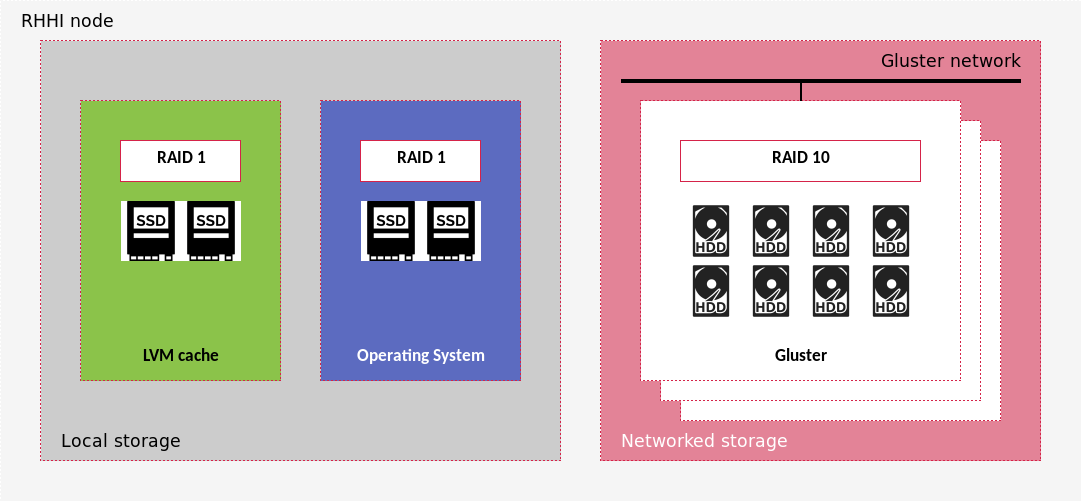 RHHI node
Gluster network
RAID 1
RAID 1
RAID 10
SSD SSD
SSD SSD
HDD HDD HDD HDD
HDD HDD HDD HDD
LVM cache
Operating System
Gluster
Local storage
Networked storage